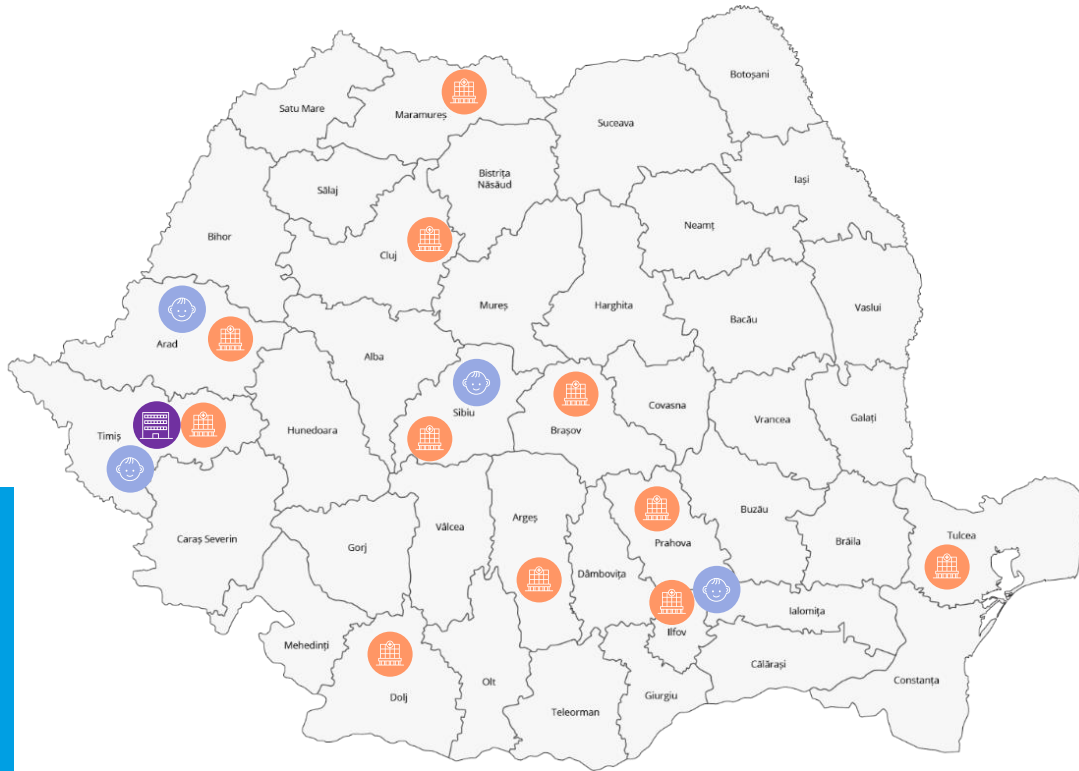 Botoșani
Satu Mare
Maramureș
Suceava
Iași
Bistrița
Năsăud
Sălaj
Neamț
Bihor
Cluj
Mureș
Harghita
Vaslui
Bacău
Arad
Alba
Covasna
Sibiu
Vrancea
Galați
Brașov
Hunedoara
Timiș
Buzău
Argeș
Vâlcea
Tulcea
Caraș Severin
Brăila
Prahova
Gorj
Dâmbovița
Ialomița
Ilfov
Mehedinți
Călărași
Constanța
Olt
Giurgiu
Dolj
Teleorman